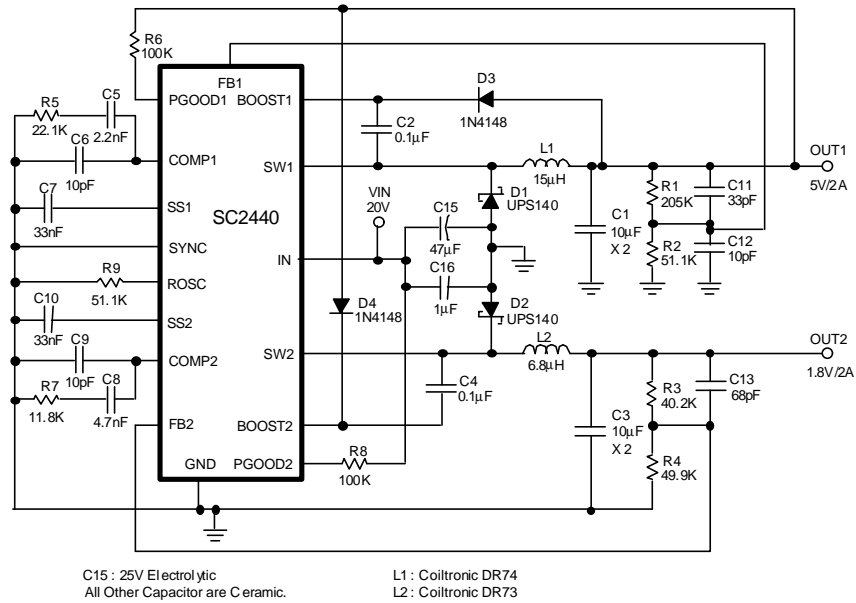 R6
100K
FB1
PGOOD1
BOOST1
D3
1N4148
C5
R5
2.2nF
22.1K
C6
10pF
COMP1
C2
0.1µF
L1
15µH
SW1
OUT1
5V/2A
C7
33nF
SS1
SC2440
VIN
20V
C15
47µF
D1
UPS140
C1
10µF
X 2
R1
205K
C11
33pF
R2
51.1K
C12
10pF
SYNC
IN
R9
51.1K
ROSC
C16
1µF
C10
33nF
SS2
D4
1N4148
D2
UPS140
C9
10pF
COMP2
SW2
L2
6.8µH
OUT2
1.8V/2A
R7
11.8K
C8
4.7nF
C4
0.1µF
R3
40.2K
C13
68pF
FB2
BOOST2
C3
10µF
X 2
R4
49.9K
GND
PGOOD2
R8
100K
C15 : 25V Electrolytic
L1 : Coiltronic DR74
All Other Capacitor are Ceramic.
L2 : Coiltronic DR73